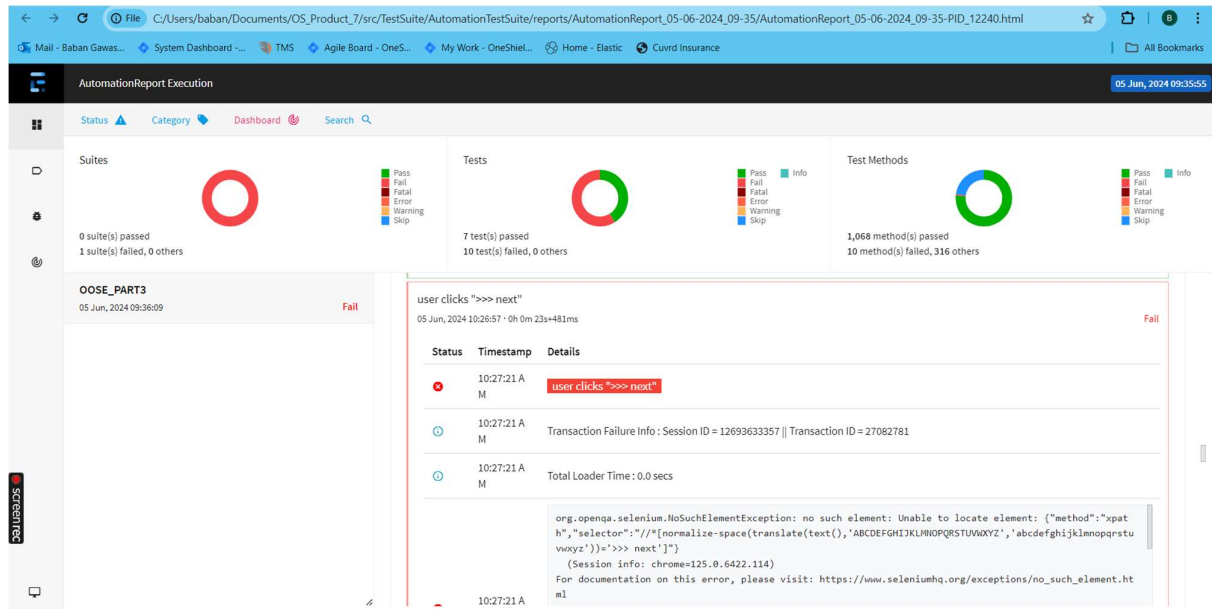 File C:/Users/baban/Documents/OS_Product_7/src/TestSuite/AutomationTestSuite/reports/AutomationReport_05-06-2024_09-35/AutomationReport_05-06-2024_09-35-PID_12240.html
B
Mail - Baban Gawas... System Dashboard -... TMS Agile Board - OneS... My Work - OneShiel... Home - Elastic Cuvrd Insurance All Bookmarks
AutomationReport Execution 05 Jun, 2024 09:35:55
Status Category Dashboard Search
Suites
Pass
Fail
Fatal
Error
Warning
Skip
0 suite(s) passed
1 suite(s) failed, 0 others
Tests
Pass Info
Fail
Fatal
Error
Warning
Skip
7 test(s) passed
10 test(s) failed, 0 others
Test Methods
Pass Info
Fail
Fatal
Error
Warning
Skip
1,068 method(s) passed
10 method(s) failed, 316 others
OOSE_PART3
05 Jun, 2024 09:36:09 Fail
user clicks ">>> next"
05 Jun, 2024 10:26:57 · 0h 0m 23s+481ms Fail
Status Timestamp Details
10:27:21 A
M
user clicks ">>> next"
10:27:21 A
M
Transaction Failure Info : Session ID = 12693633357 || Transaction ID = 27082781
10:27:21 A
M
Total Loader Time : 0.0 secs
org.openqa.selenium.NoSuchElementException: no such element: Unable to locate element: {"method":"xpat
h","selector":"//*[normalize-space(translate(text(),'ABCDEFGHIJKLMNOPQRSTUVWXYZ','abcdefghijklmnopqrstu
vwxyz'))='>>> next']"}
(Session info: chrome=125.0.6422.114)
For documentation on this error, please visit: https://www.seleniumhq.org/exceptions/no_such_element.ht
ml
10:27:21 A
screenrec